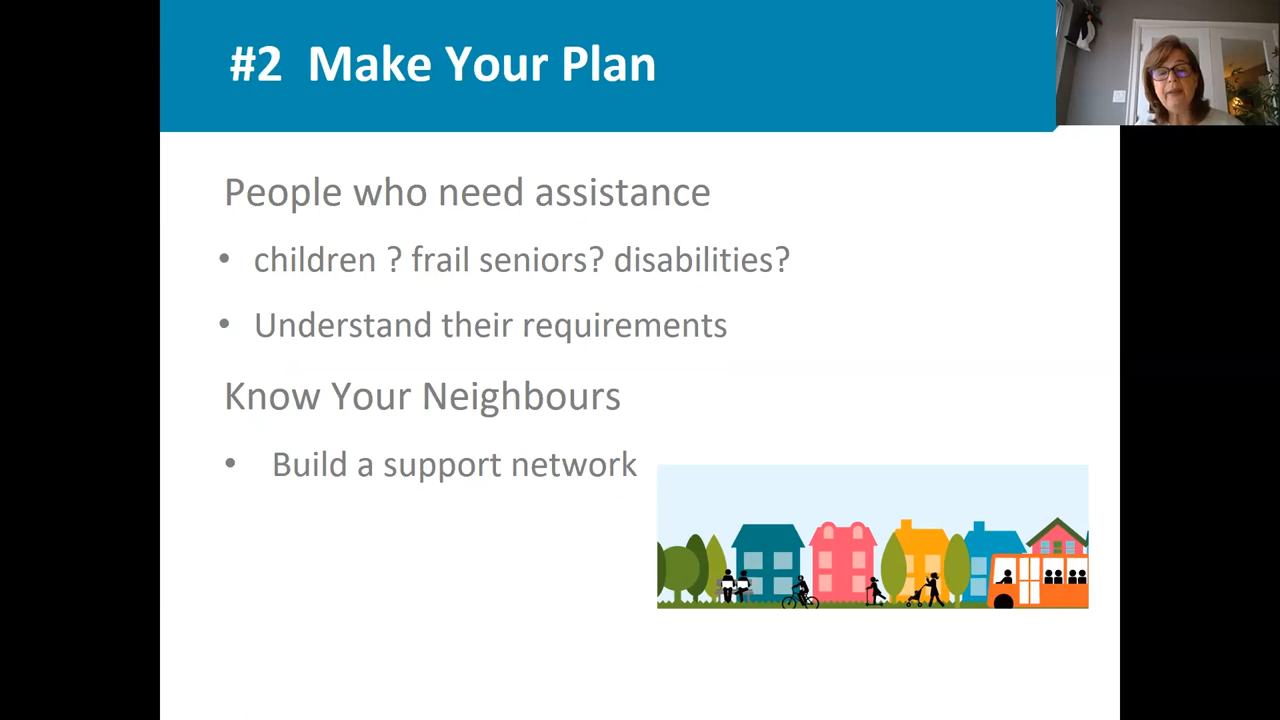 #2 Make Your Plan
People who need assistance
• children ? frail seniors? disabilities?
• Understand their requirements
Know Your Neighbours
• Build a support network